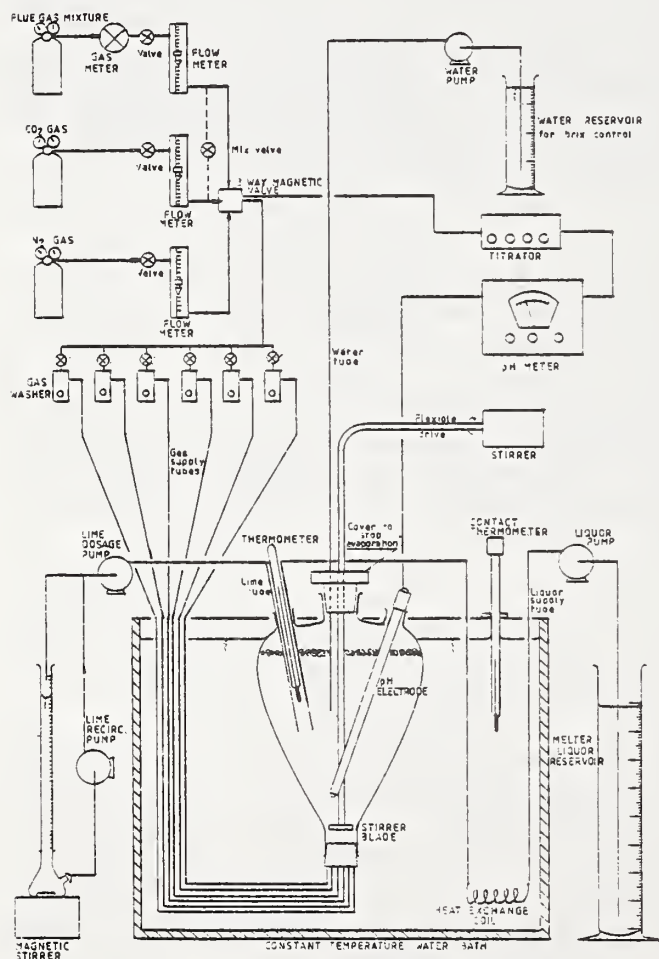 FLUE GAS MIXTURE
GAS
METER
Valve
FLOW
METER
CO2 GAS
Valve
FLOW
METER
Mix valve
3 WAY MAGNETIC
VALVE
N2 GAS
Valve
FLOW
METER
WATER
PUMP
WATER RESERVOIR
for brix control
TITRATOR
pH METER
GAS
WASHER
Gas
supply
tubes
Water
tube
Flexible
drive
STIRRER
LIME
DOSAGE
PUMP
THERMOMETER
Lime
tube
Cover to
stop
evaporation
CONTACT
THERMOMETER
LIQUOR
PUMP
Liquor
supply
tube
pH
ELECTRODE
LIME
RECIRC.
PUMP
MELTER
LIQUOR
RESERVOIR
STIRRER
BLADE
HEAT EXCHANGE
COIL
MAGNETIC
STIRRER
CONSTANT TEMPERATURE WATER BATH